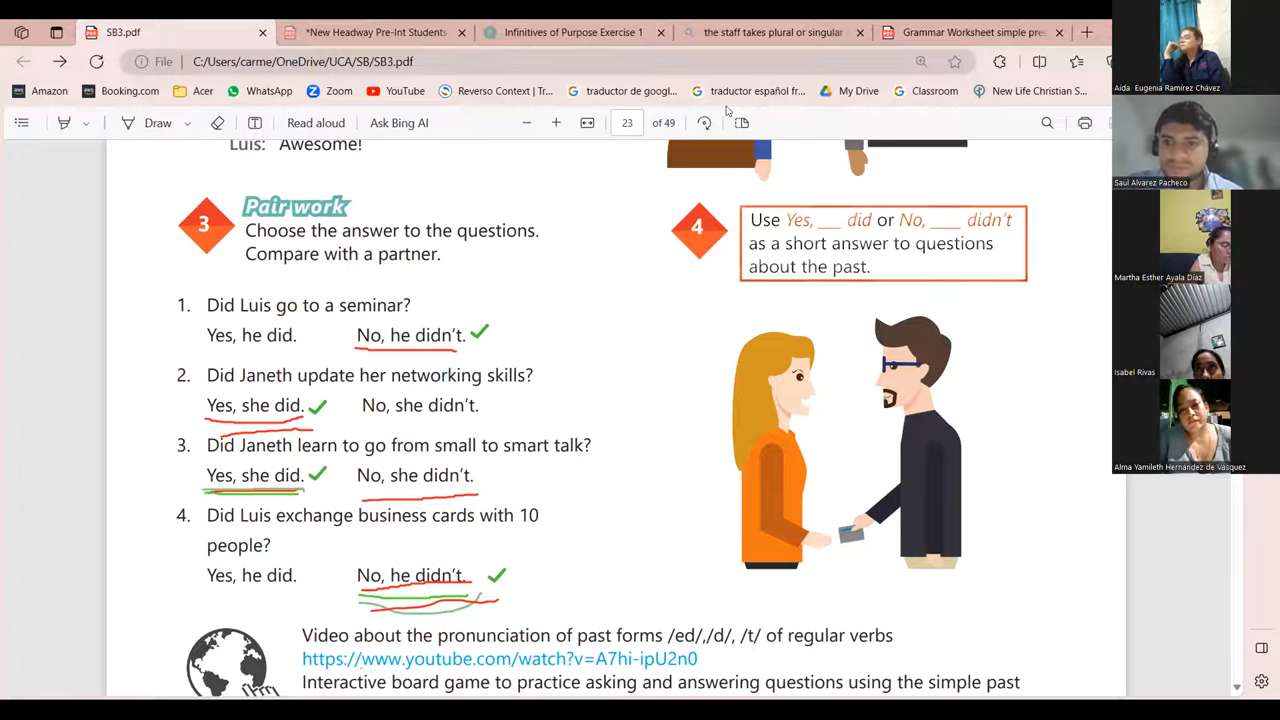 SB3.pdf
*New Headway Pre-Int Students
Infinitives of Purpose Exercise 1
the staff takes plural or singular
Grammar Worksheet simple pres
File
C:/Users/carme/OneDrive/UCA/SB/SB3.pdf
Amazon
Booking.com
Acer
WhatsApp
Zoom
YouTube
Reverso Context | Tr...
traductor de googl...
traductor español fr...
My Drive
Classroom
New Life Christian S...
Draw
Read aloud
Ask Bing AI
23 of 49
Luis: Awesome!
3
Pair work
Choose the answer to the questions.
Compare with a partner.
1. Did Luis go to a seminar?
Yes, he did. No, he didn't.
2. Did Janeth update her networking skills?
Yes, she did. No, she didn't.
3. Did Janeth learn to go from small to smart talk?
Yes, she did. No, she didn't.
4. Did Luis exchange business cards with 10
people?
Yes, he did. No, he didn't.
4
Use Yes, ___ did or No, ____ didn't
as a short answer to questions
about the past.
Video about the pronunciation of past forms /ed/,/d/, /t/ of regular verbs
https://www.youtube.com/watch?v=A7hi-ipU2n0
Interactive board game to practice asking and answering questions using the simple past
Aída Eugenia Ramírez Chávez
Saul Alvarez Pacheco
Martha Esther Ayala Díaz
Isabel Rivas
Alma Yamileth Hernández de Vásquez